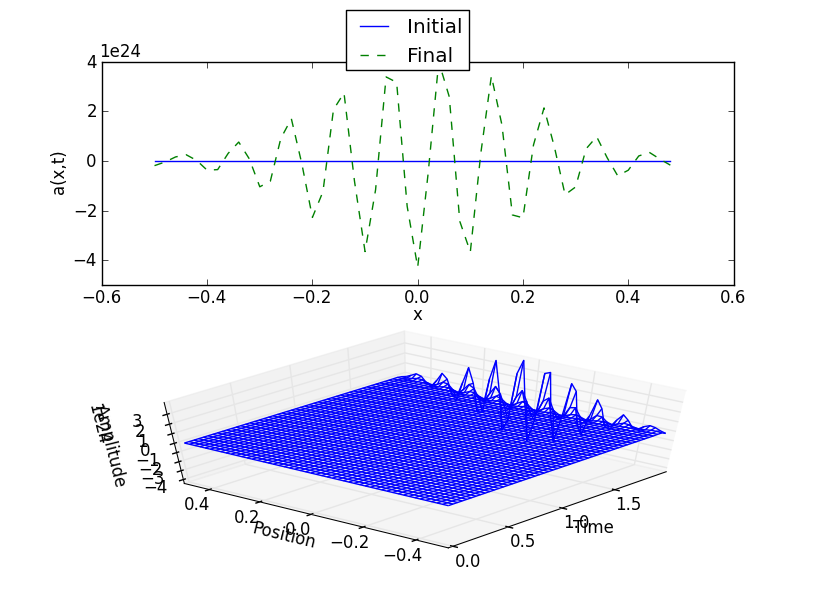 Initial
Final
1e24
4
2
0
−2
−4
a(x,t)
−0.6 −0.4 −0.2 0.0 0.2 0.4 0.6
x
Amplitude
1e24
3
2
1
0
−1
−2
−3
−4
0.4 0.2 0.0 −0.2 −0.4
Position
0.0 0.5 1.0 1.5
Time